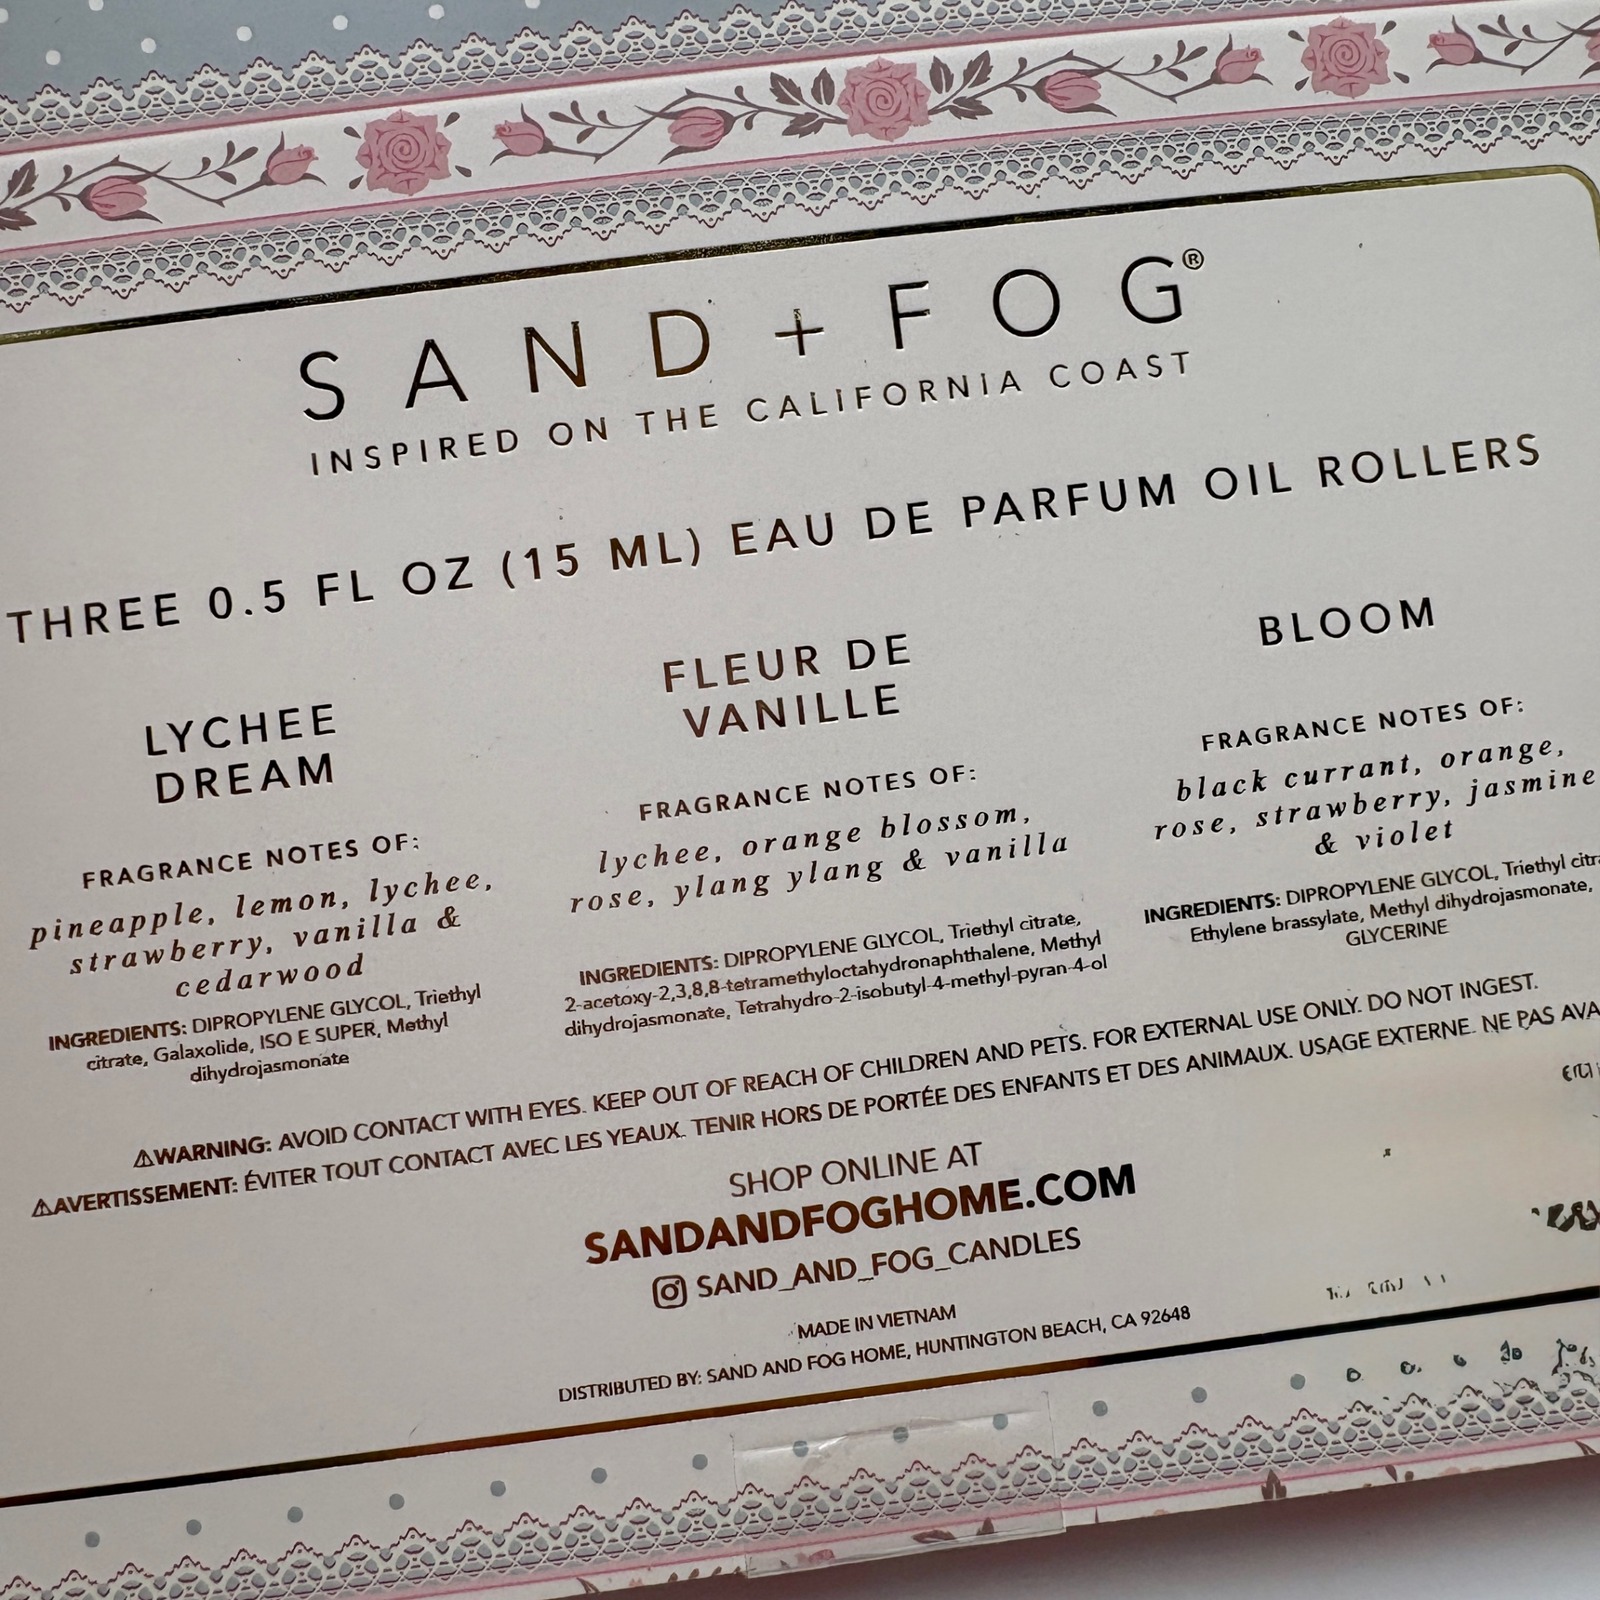 SAND + FOG®
INSPIRED ON THE CALIFORNIA COAST
THREE 0.5 FL OZ (15 ML) EAU DE PARFUM OIL ROLLERS
LYCHEE
DREAM
FRAGRANCE NOTES OF:
pineapple, lemon, lychee,
strawberry, vanilla &
cedarwood
INGREDIENTS: DIPROPYLENE GLYCOL, Triethyl
citrate, Galaxolide, ISO E SUPER, Methyl
dihydrojasmonate
FLEUR DE
VANILLE
FRAGRANCE NOTES OF:
lychee, orange blossom,
rose, ylang ylang & vanilla
INGREDIENTS: DIPROPYLENE GLYCOL, Triethyl citrate,
2-acetoxy-2,3,8,8-tetramethyloctahydronaphthalene, Methyl
dihydrojasmonate, Tetrahydro-2-isobutyl-4-methyl-pyran-4-ol
BLOOM
FRAGRANCE NOTES OF:
black currant, orange,
rose, strawberry, jasmine
& violet
INGREDIENTS: DIPROPYLENE GLYCOL, Triethyl citr
Ethylene brassylate, Methyl dihydrojasmonate,
GLYCERINE
⚠WARNING: AVOID CONTACT WITH EYES. KEEP OUT OF REACH OF CHILDREN AND PETS. FOR EXTERNAL USE ONLY. DO NOT INGEST.
⚠AVERTISSEMENT: ÉVITER TOUT CONTACT AVEC LES YEAUX. TENIR HORS DE PORTÉE DES ENFANTS ET DES ANIMAUX. USAGE EXTERNE. NE PAS AVA
SHOP ONLINE AT
SANDANDFOGHOME.COM
SAND_AND_FOG_CANDLES
MADE IN VIETNAM
DISTRIBUTED BY: SAND AND FOG HOME, HUNTINGTON BEACH, CA 92648